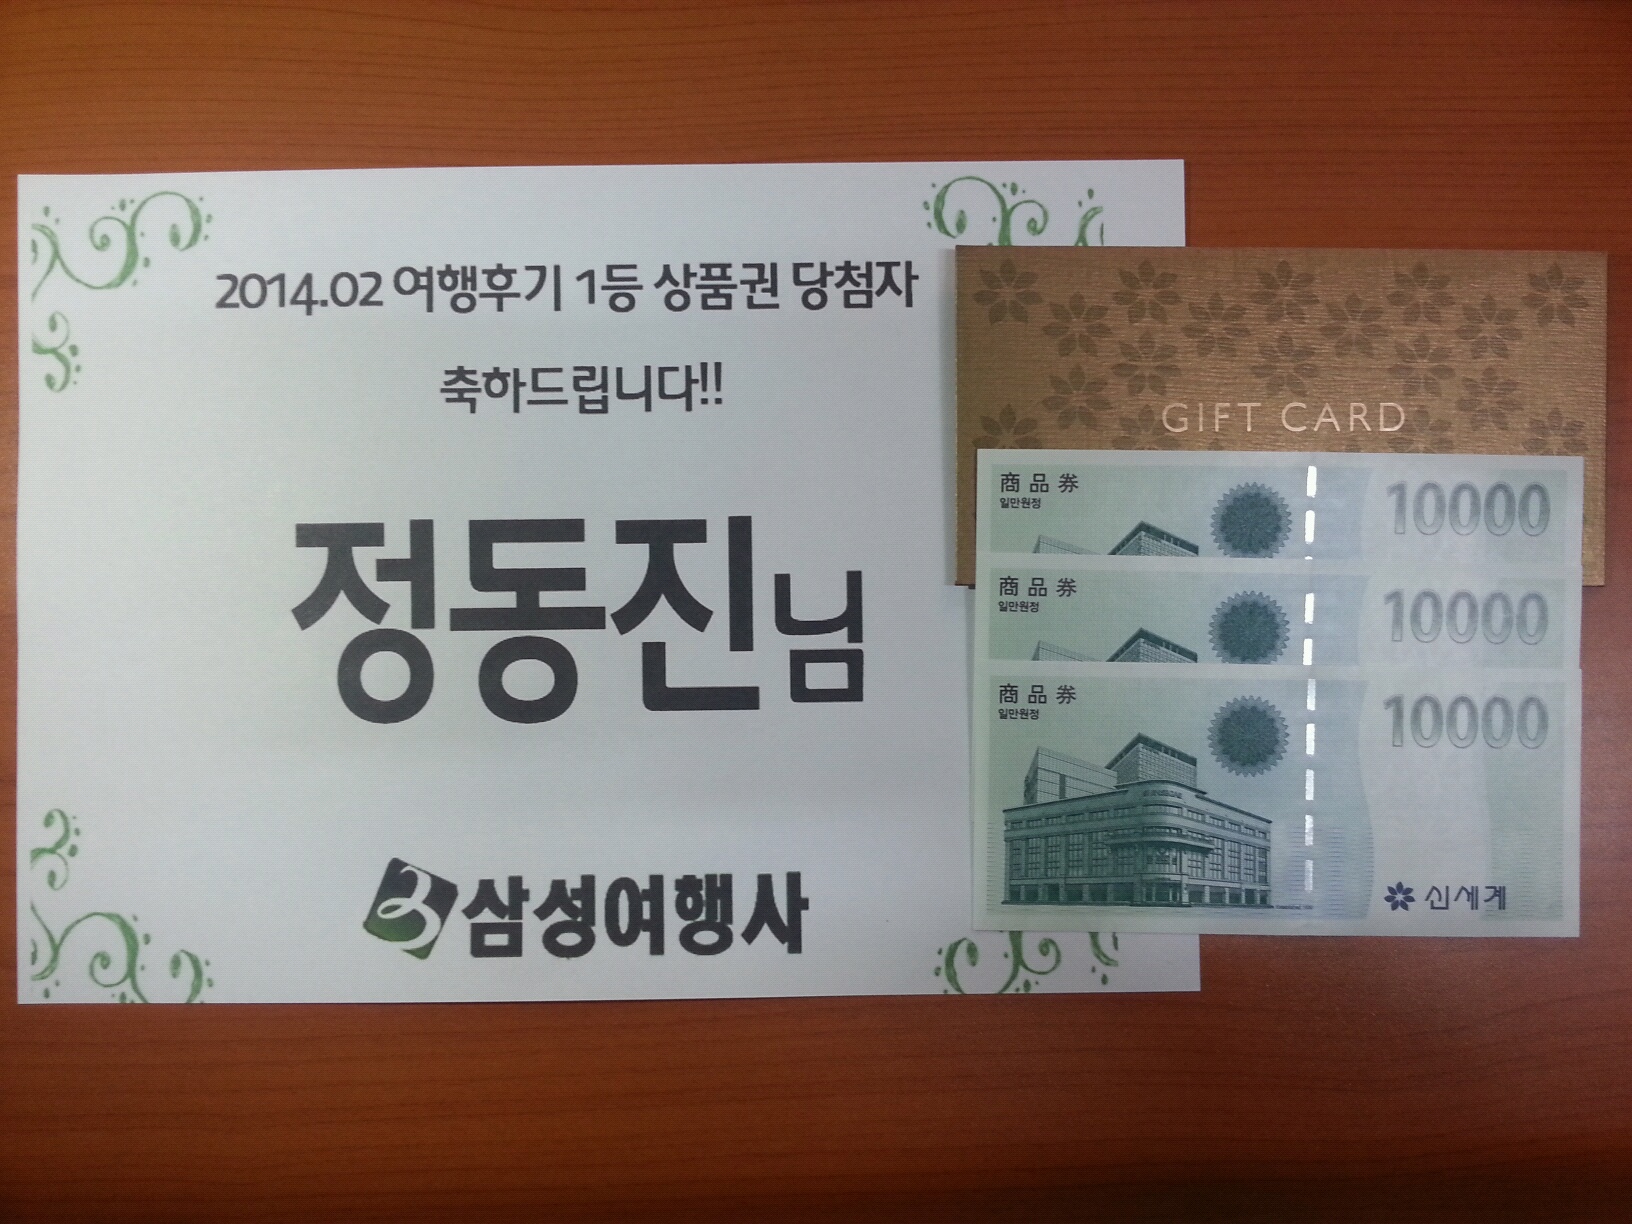 2014.02 여행후기 1등 상품권 당첨자
축하드립니다!!
정동진님
삼성여행사
GIFT CARD
商品券
일만원정
10000
商品券
일만원정
10000
商品券
일만원정
10000
신세계